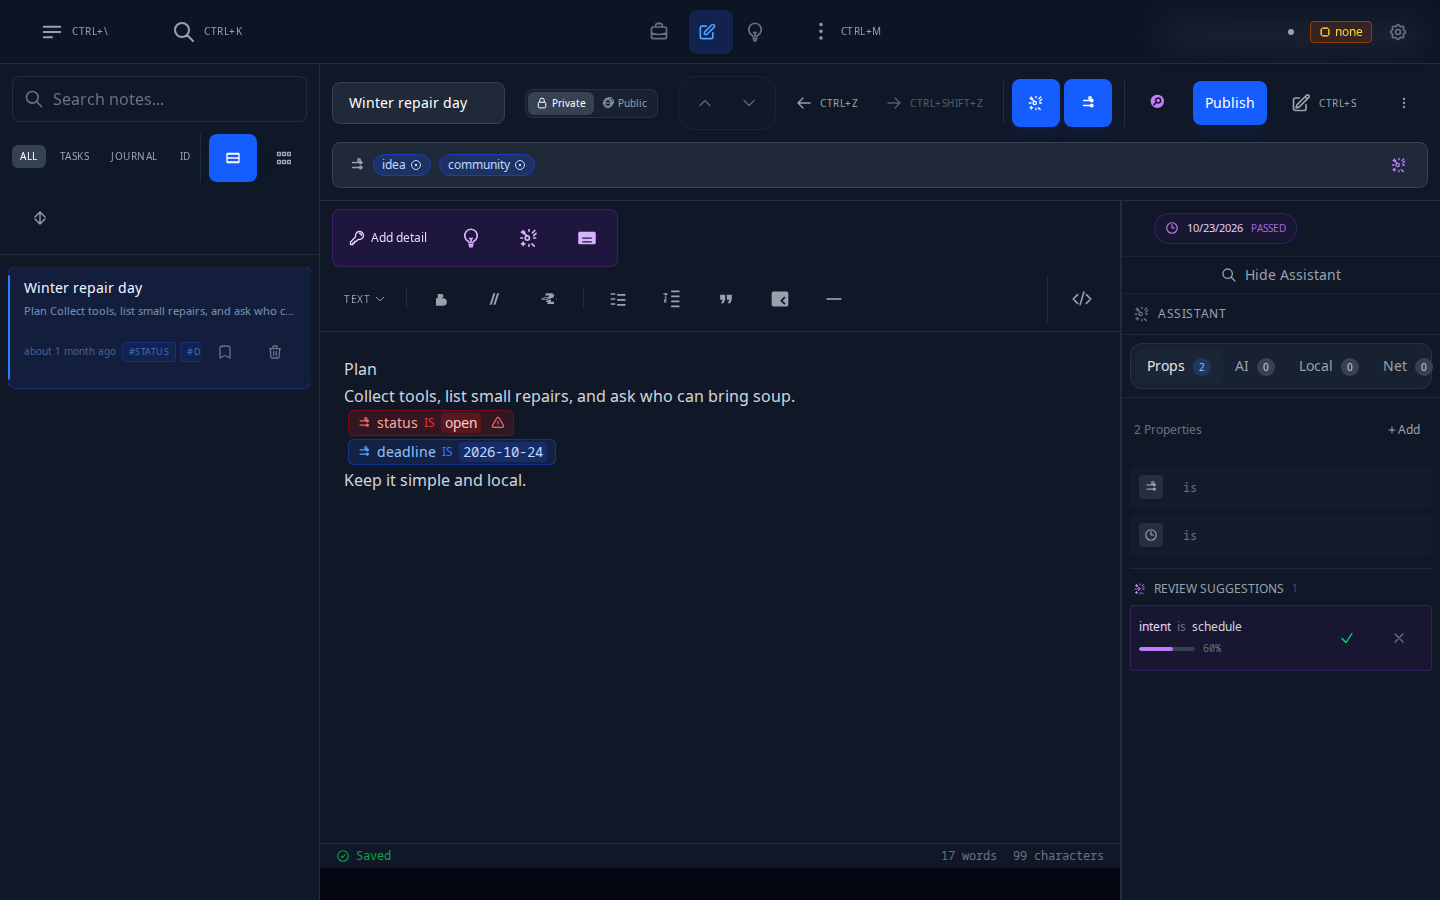 CTRL+\ CTRL+K CTRL+M none
Search notes...
ALL TASKS JOURNAL ID
Winter repair day
Plan Collect tools, list small repairs, and ask who c...
about 1 month ago #STATUS #D
Winter repair day Private Public CTRL+Z CTRL+SHIFT+Z Publish CTRL+S
idea community
Add detail
TEXT
Plan
Collect tools, list small repairs, and ask who can bring soup.
status IS open
deadline IS 2026-10-24
Keep it simple and local.
Saved 17 words 99 characters
10/23/2026 PASSED
Hide Assistant
ASSISTANT
Props 2 AI 0 Local 0 Net 0
2 Properties + Add
is
is
REVIEW SUGGESTIONS 1
intent is schedule
60%